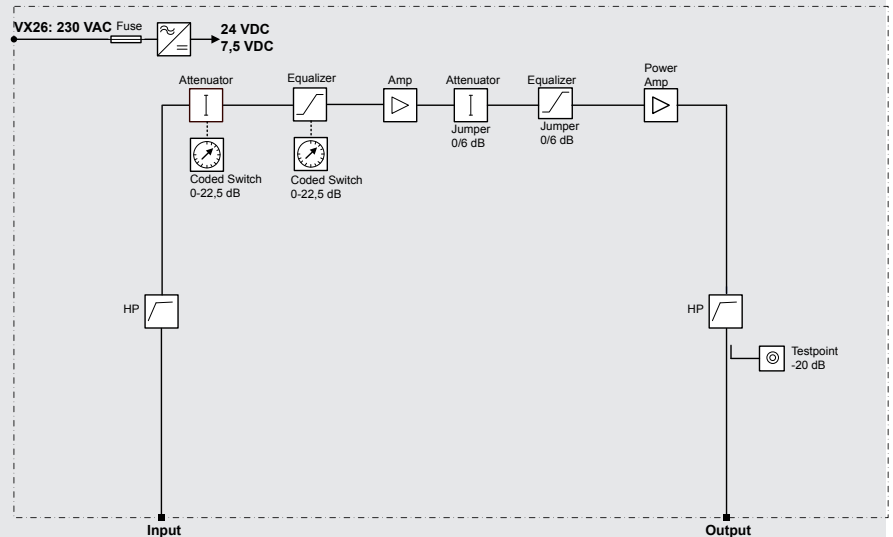 VX26: 230 VAC Fuse
24 VDC
7,5 VDC
Attenuator
Equalizer
Amp
Attenuator
Equalizer
Power
Amp
Jumper
0/6 dB
Jumper
0/6 dB
Coded Switch
0-22,5 dB
Coded Switch
0-22,5 dB
HP
HP
Testpoint
-20 dB
Input
Output